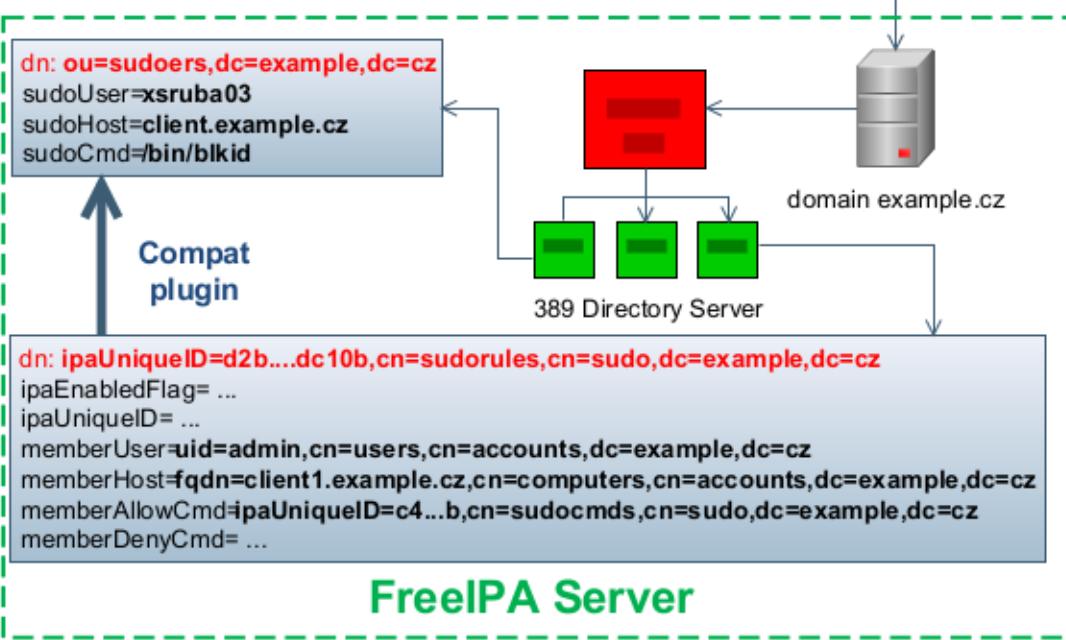 dn: ou=sudoers,dc=example,dc=cz
sudoUser=xsruba03
sudoHost=client.example.cz
sudoCmd=/bin/blkid
domain example.cz
Compat
plugin
389 Directory Server
dn: ipaUniqueID=d2b....dc10b,cn=sudorules,cn=sudo,dc=example,dc=cz
ipaEnabledFlag= ...
ipaUniqueID= ...
memberUser=uid=admin,cn=users,cn=accounts,dc=example,dc=cz
memberHost=fqdn=client1.example.cz,cn=computers,cn=accounts,dc=example,dc=cz
memberAllowCmd=ipaUniqueID=c4...b,cn=sudocmds,cn=sudo,dc=example,dc=cz
memberDenyCmd= ...
FreeIPA Server